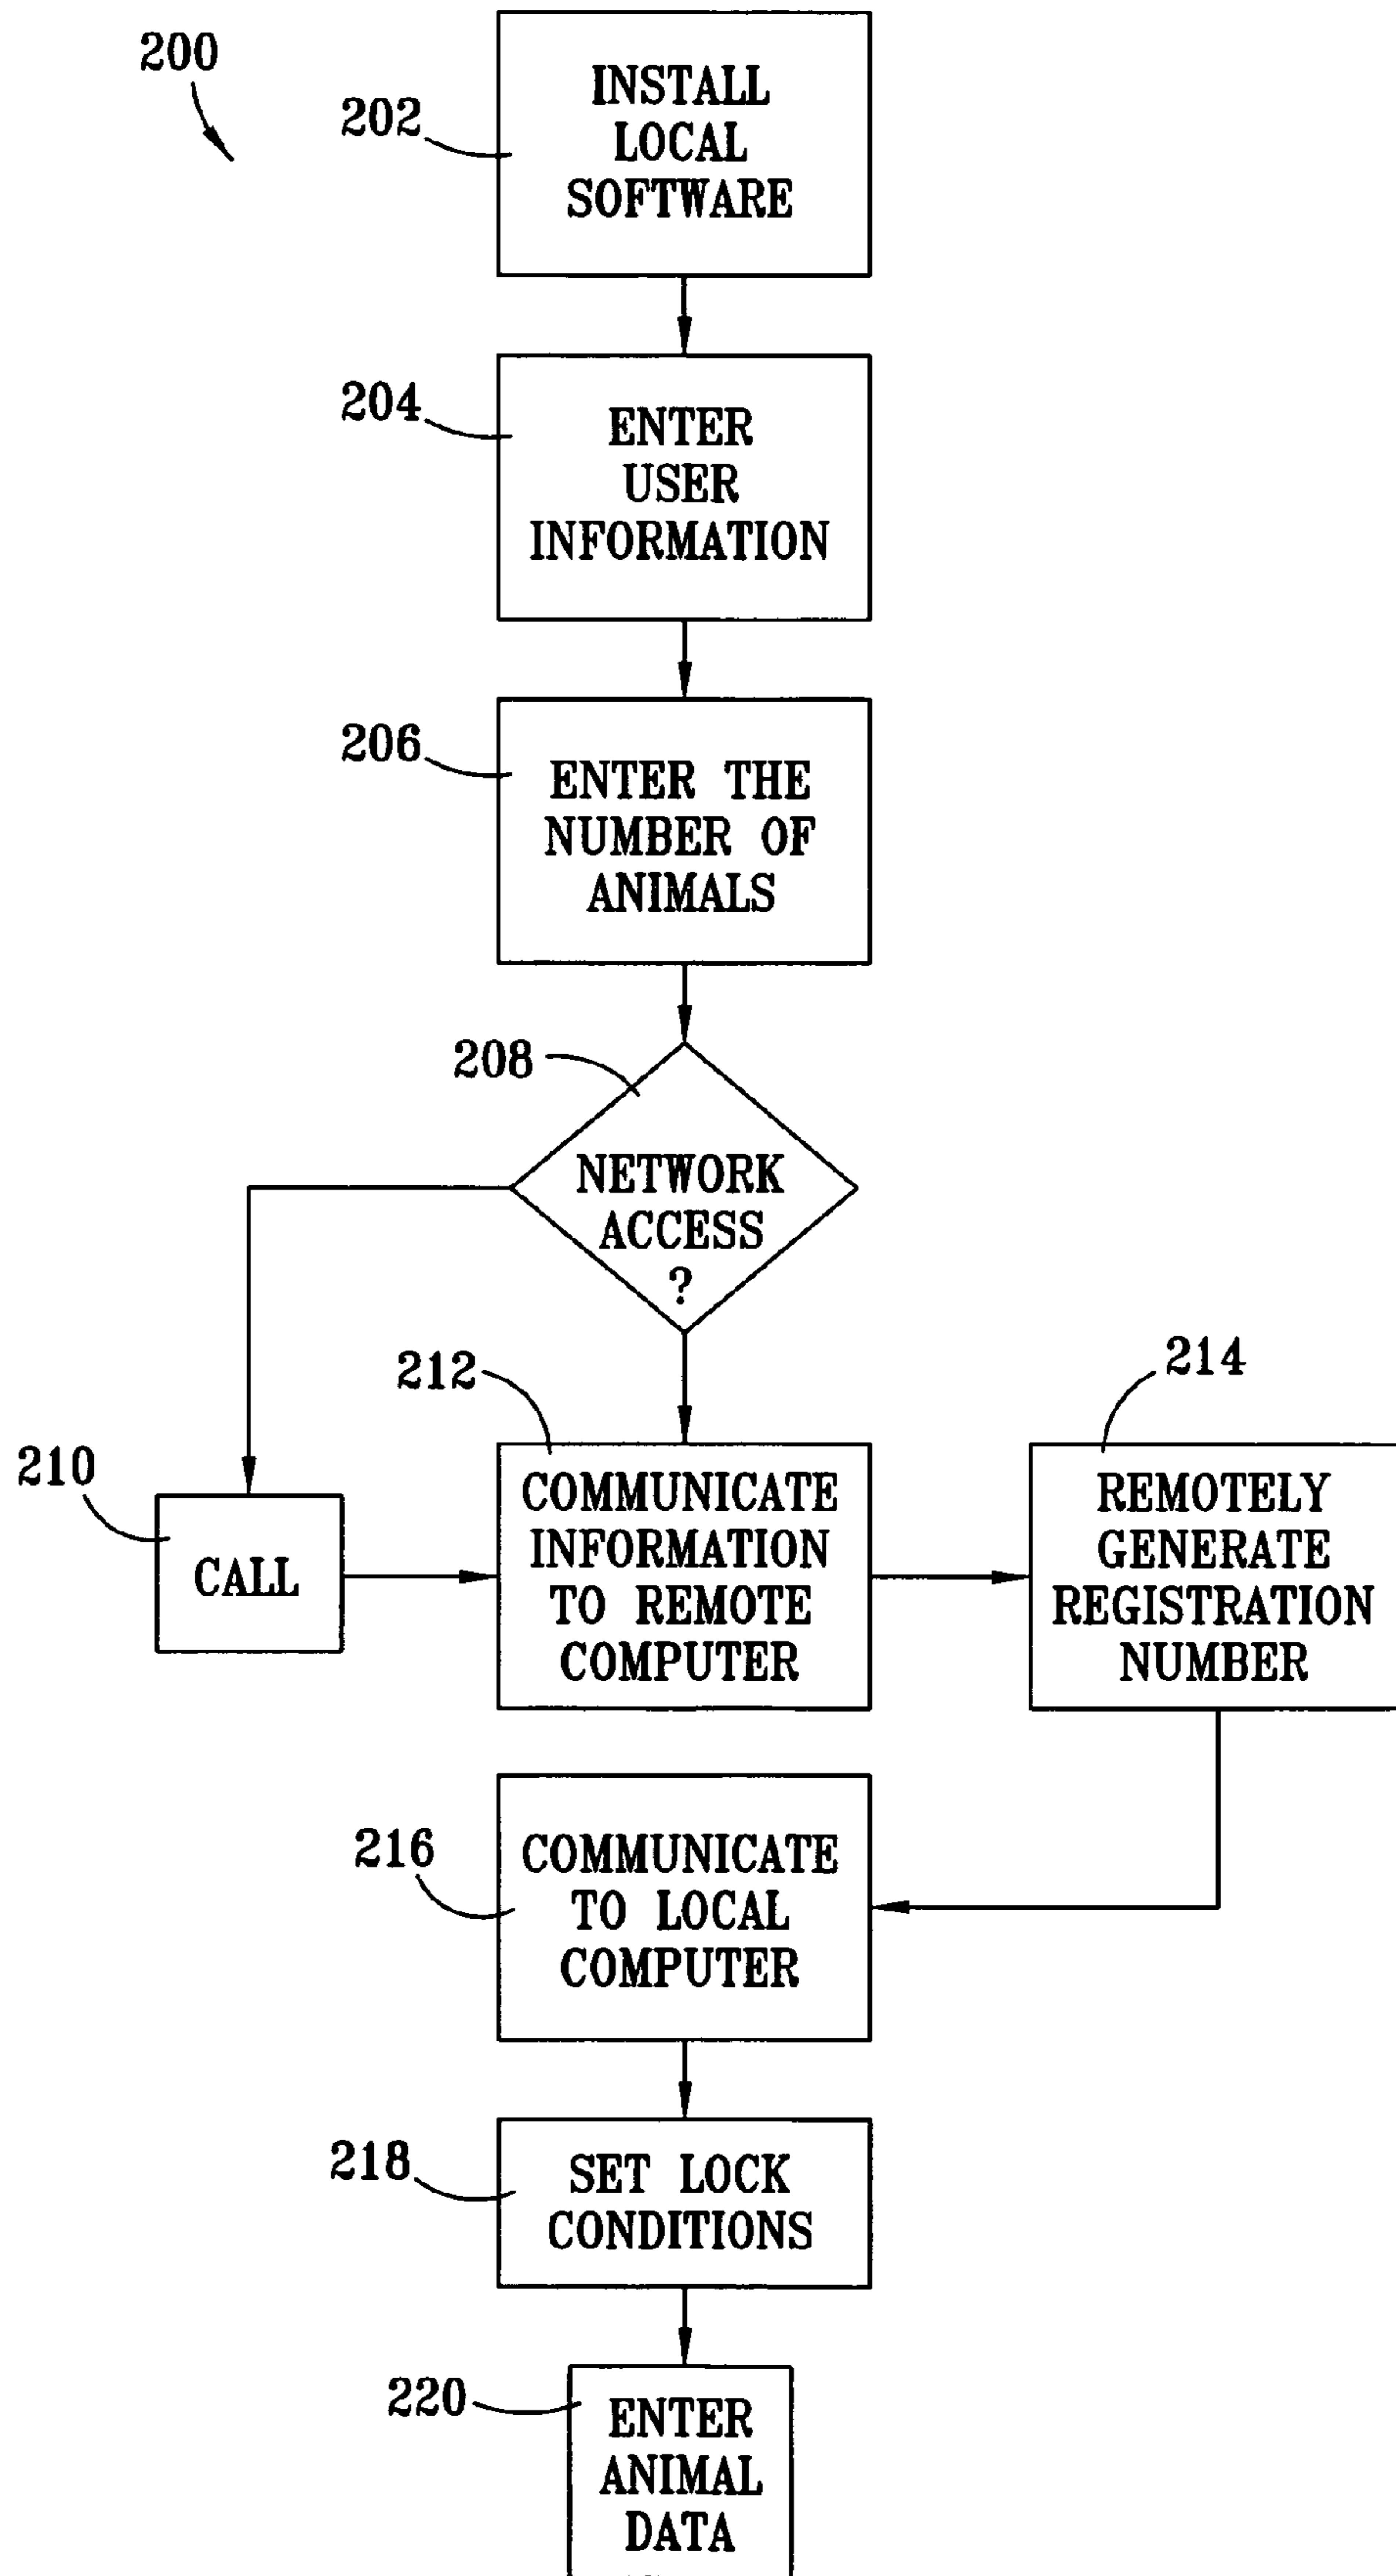 200
202
INSTALL
LOCAL
SOFTWARE
204
ENTER
USER
INFORMATION
206
ENTER THE
NUMBER OF
ANIMALS
208
NETWORK
ACCESS
?
212
214
210
CALL
COMMUNICATE
INFORMATION
TO REMOTE
COMPUTER
REMOTELY
GENERATE
REGISTRATION
NUMBER
216
COMMUNICATE
TO LOCAL
COMPUTER
218
SET LOCK
CONDITIONS
220
ENTER
ANIMAL
DATA